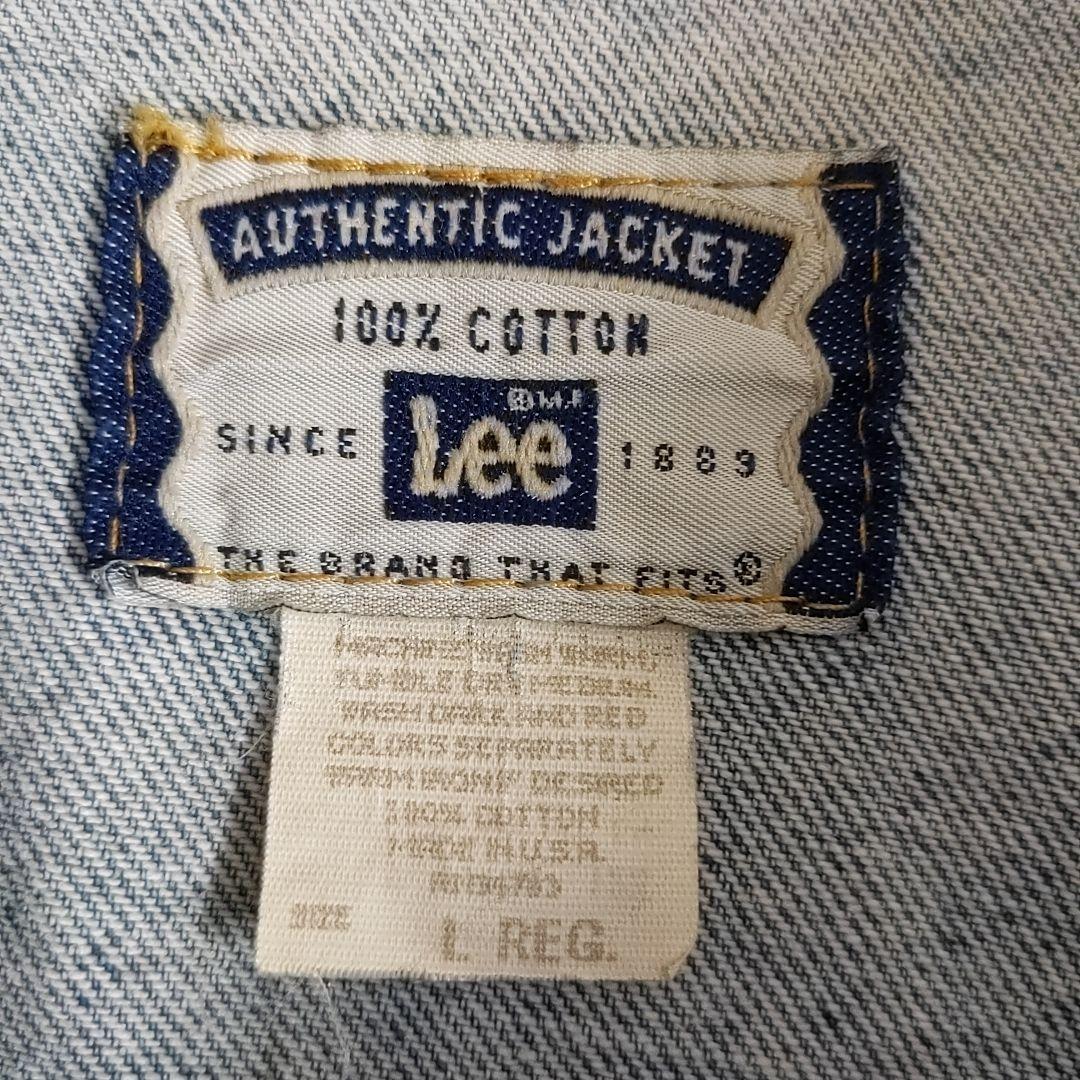 AUTHENTIC JACKET
100% COTTON
®M.R
Lee
SINCE 1889
THE BRAND THAT FITS®
MACHINE WASH WARM,
TUMBLE DRY MEDIUM.
WASH DARK AND RED
COLORS SEPARATELY
WARM IRON IF DESIRED
100% COTTON
MADE IN U.S.A.
SIZE L REG.